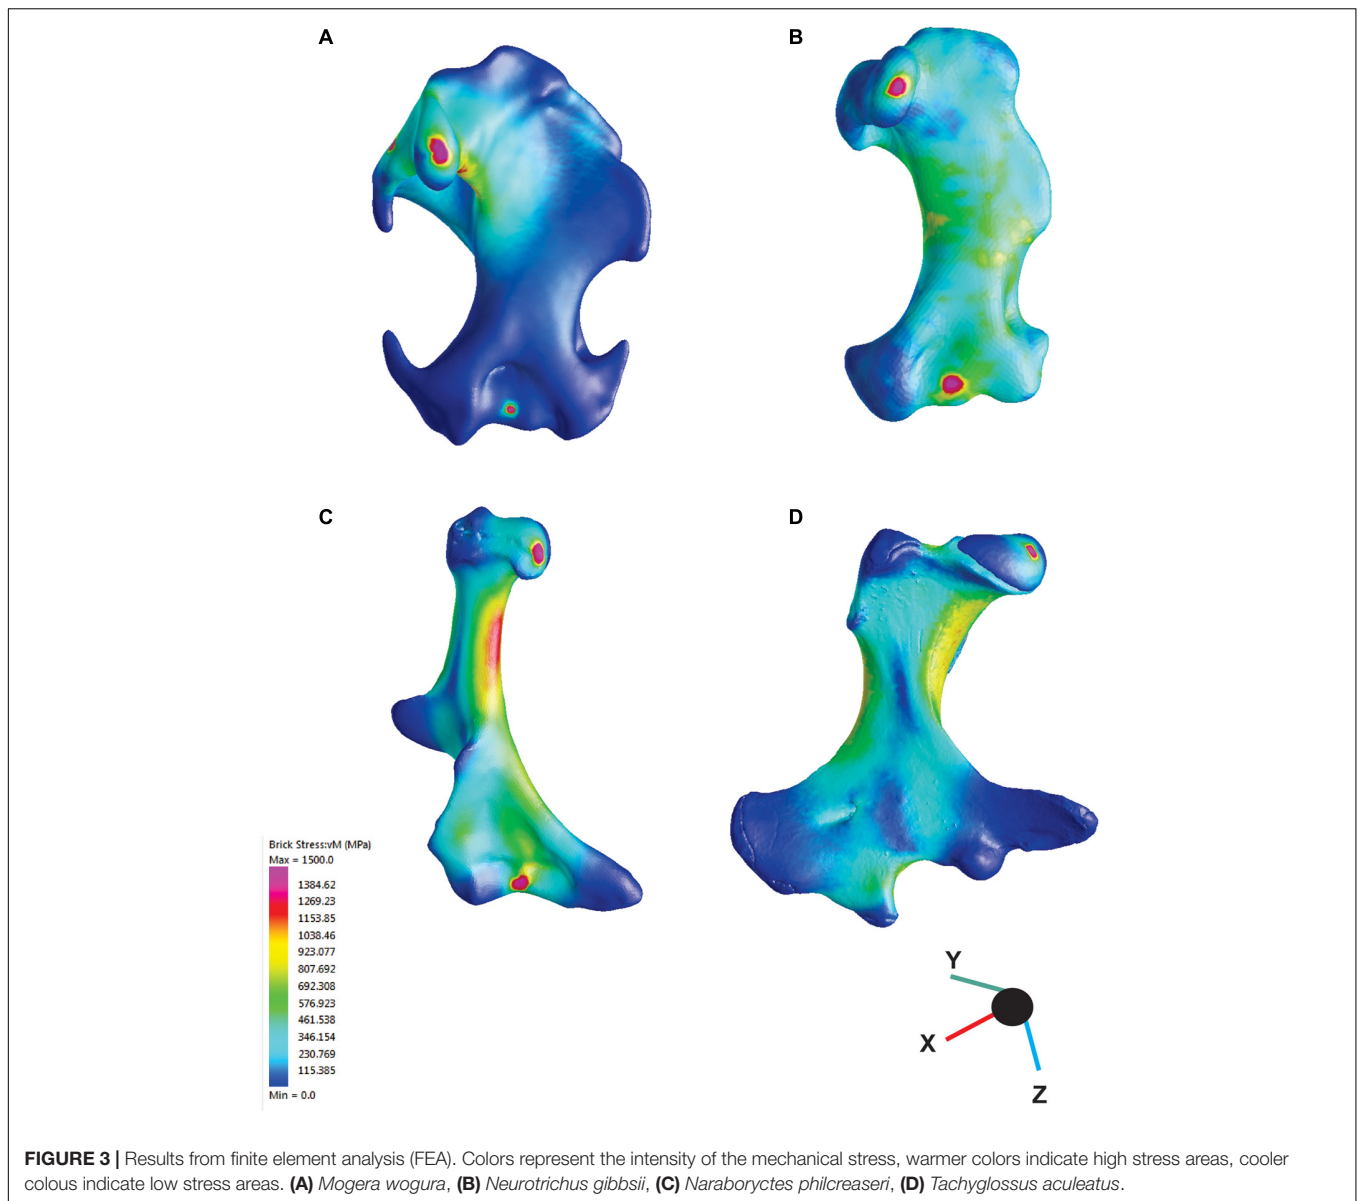 A
B
C
D
Brick Stress:vM (MPa)
Max = 1500.0
1384.62
1269.23
1153.85
1038.46
923.077
807.692
692.308
576.923
461.538
346.154
230.769
115.385
Min = 0.0
Y
X
Z
FIGURE 3 | Results from finite element analysis (FEA). Colors represent the intensity of the mechanical stress, warmer colors indicate high stress areas, cooler
colous indicate low stress areas. (A) Mogera wogura, (B) Neurotrichus gibbsii, (C) Naraboryctes philcreaseri, (D) Tachyglossus aculeatus.